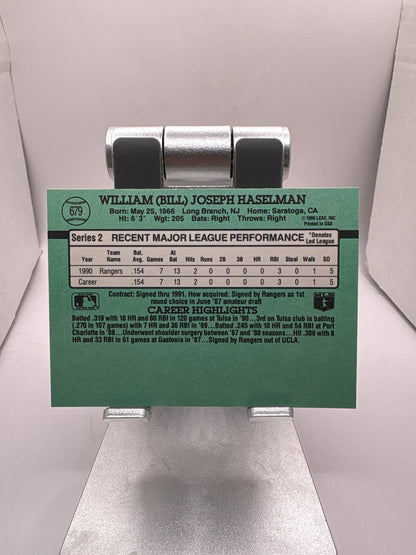 679
WILLIAM (BILL) JOSEPH HASELMAN
Born: May 25, 1966 Long Branch, NJ Home: Saratoga, CA
Ht: 6'3" Wgt: 205 Bats: Right Throws: Right
© 1990 LEAF, INC.
Printed in USA
Series 2 RECENT MAJOR LEAGUE PERFORMANCE *Denotes Led League
Year Team Name Bat. Avg. Games At Bat Hits Runs 2B 3B HR RBI Steal Walk SO
1990 Rangers .154 7 13 2 0 0 0 0 3 0 1 5
Career .154 7 13 2 0 0 0 0 3 0 1 5
Contract: Signed thru 1991. How acquired: Signed by Rangers as 1st
round choice in June '87 amateur draft
CAREER HIGHLIGHTS
Batted .319 with 18 HR and 80 RBI in 120 games at Tulsa in '90...3rd on Tulsa club in batting
(.270 in 107 games) with 7 HR and 36 RBI in '89...Batted .245 with 10 HR and 54 RBI at Port
Charlotte in '88...Underwent shoulder surgery between '87 and '88 seasons...Hit .306 with 8
HR and 33 RBI in 61 games at Gastonia in '87...Signed by Rangers out of UCLA.